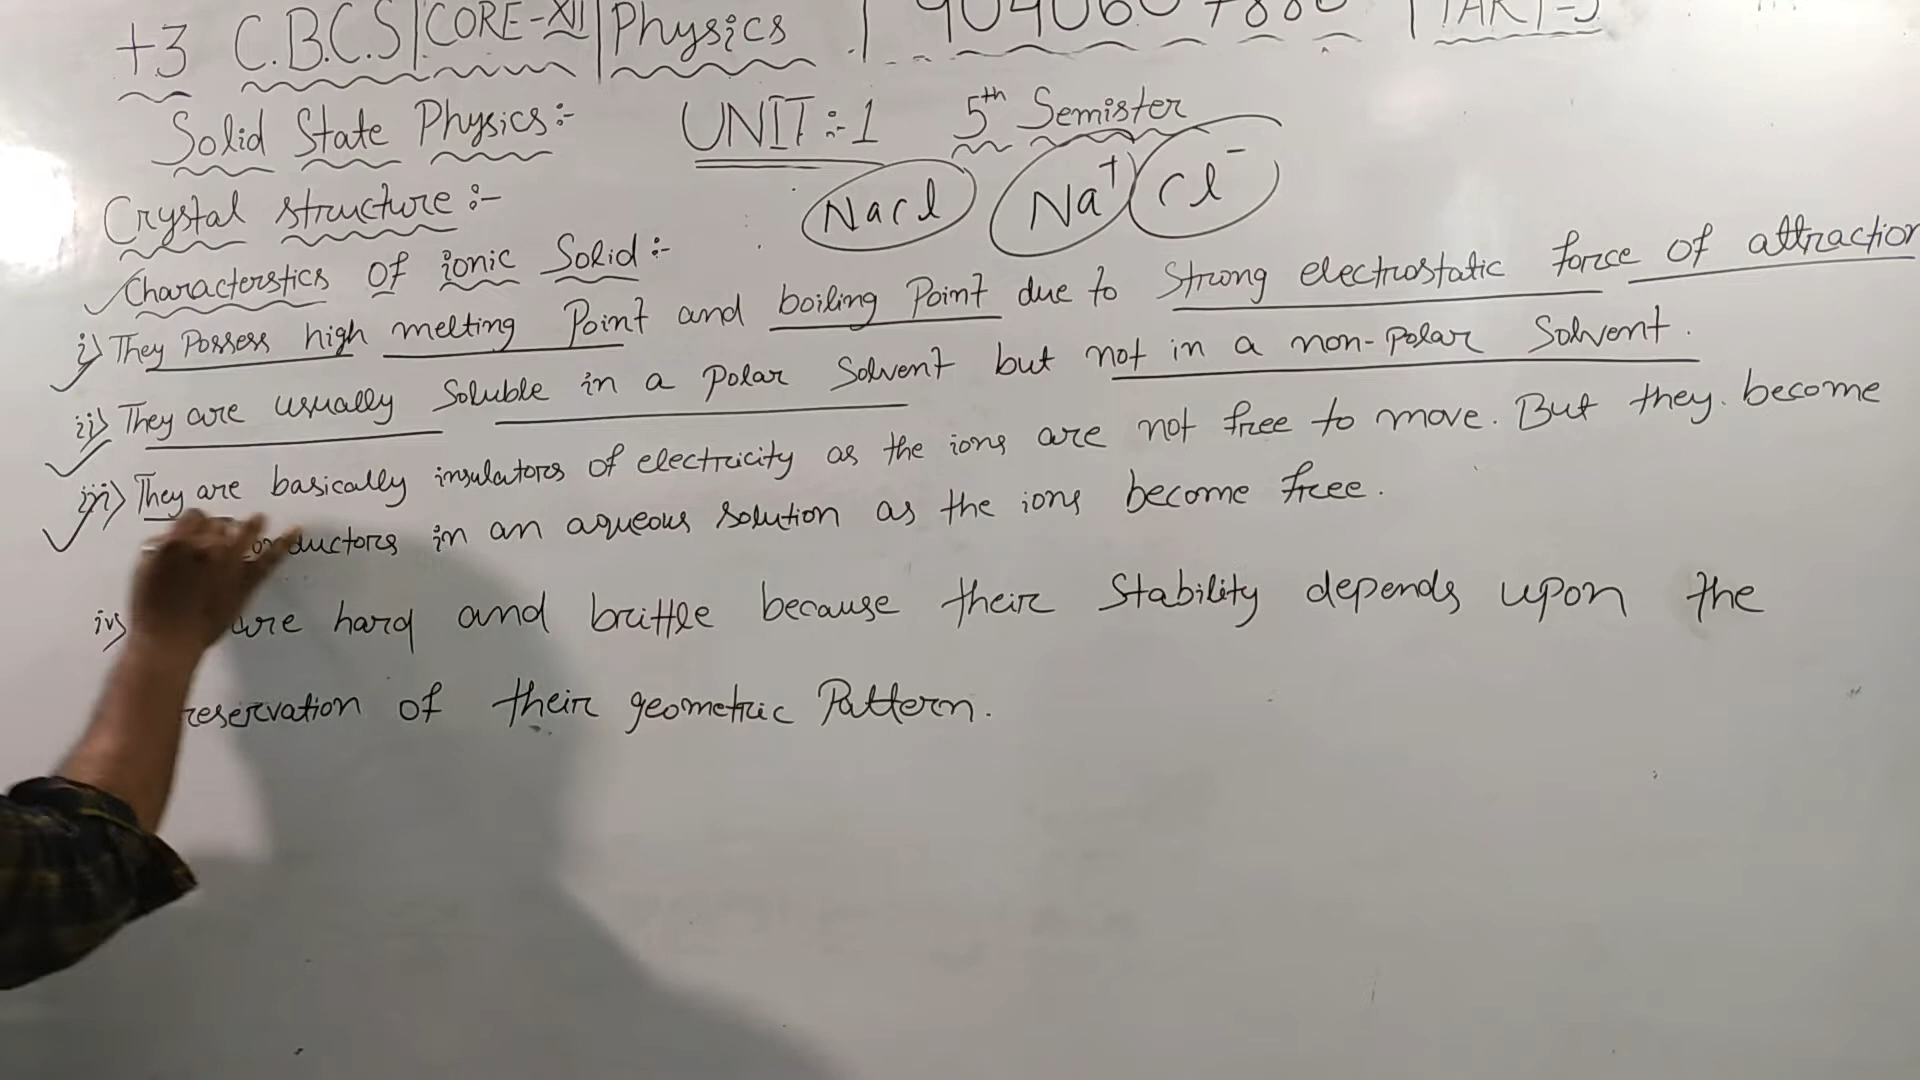 +3 C.B.C.S|CORE-XII|Physics
Solid State Physics:- UNIT:-1 5th Semister
Crystal structure:- Nacl Na+ Cl-
Characterstics of ionic Solid:-
i) They Possess high melting Point and boiling Point due to strong electrostatic force of attraction
ii) They are usually Soluble in a Polar Solvent but not in a non-Polar Solvent.
iii) They are basically insulators of electricity as the ions are not free to move. But they become
conductors in an aqueous solution as the ions become free.
iv) are hard and brittle because their Stability depends upon the
reservation of their geometric Pattern.